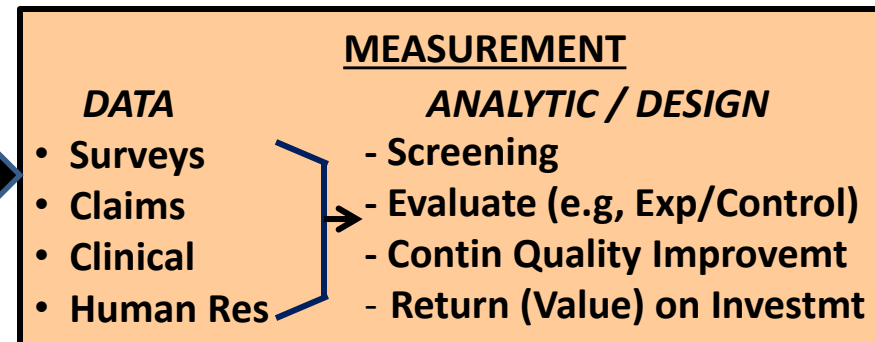 MEASUREMENT
DATA ANALYTIC / DESIGN
• Surveys - Screening
• Claims - Evaluate (e.g, Exp/Control)
• Clinical - Contin Quality Improvemt
• Human Res - Return (Value) on Investmt